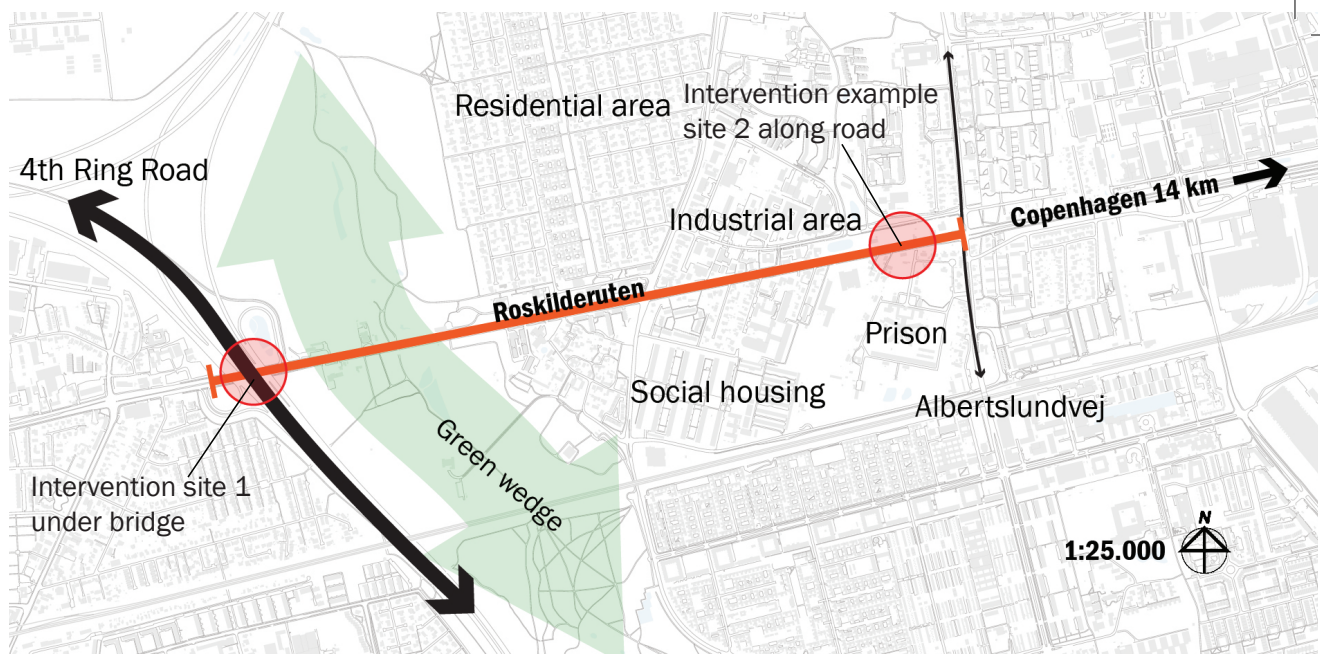 Residential area
Intervention example
site 2 along road
4th Ring Road
Copenhagen 14 km
Industrial area
Roskilderuten
Prison
Social housing
Albertslundvej
Green wedge
Intervention site 1
under bridge
N
1:25.000